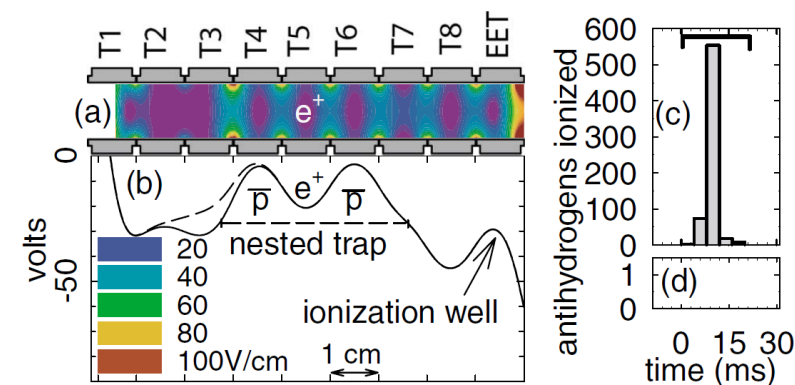 T1 T2 T3 T4 T5 T6 T7 T8 EET
(a) e⁺
0
(b) p̅ e⁺ p̅
nested trap
volts
-50
20
40
60
80
100V/cm
ionization well
1 cm
antihydrogens ionized
600
500
400
300
200
100
0
(c)
1
0
(d)
0 15 30
time (ms)